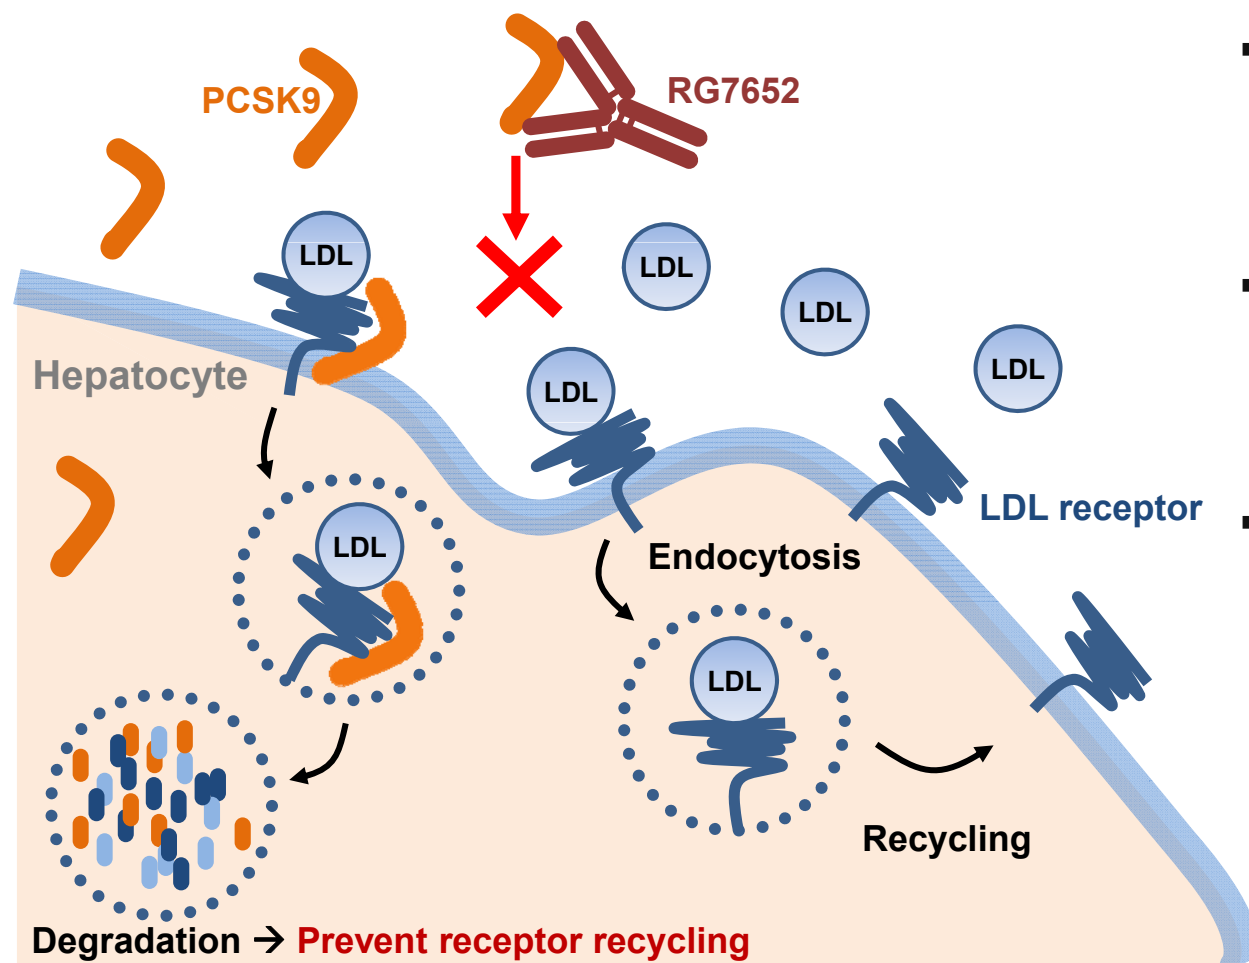 PCSK9
RG7652
LDL
LDL
LDL
LDL
LDL
Hepatocyte
LDL receptor
LDL
Endocytosis
LDL
Recycling
Degradation → Prevent receptor recycling